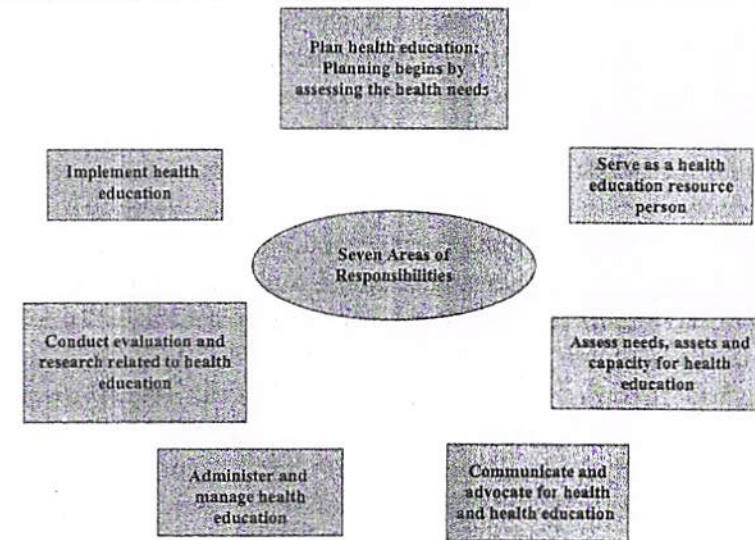 Plan health education:
Planning begins by
assessing the health needs
Implement health
education
Serve as a health
education resource
person
Seven Areas of
Responsibilities
Conduct evaluation and
research related to health
education
Assess needs, assets and
capacity for health
education
Administer and
manage health
education
Communicate and
advocate for health
and health education